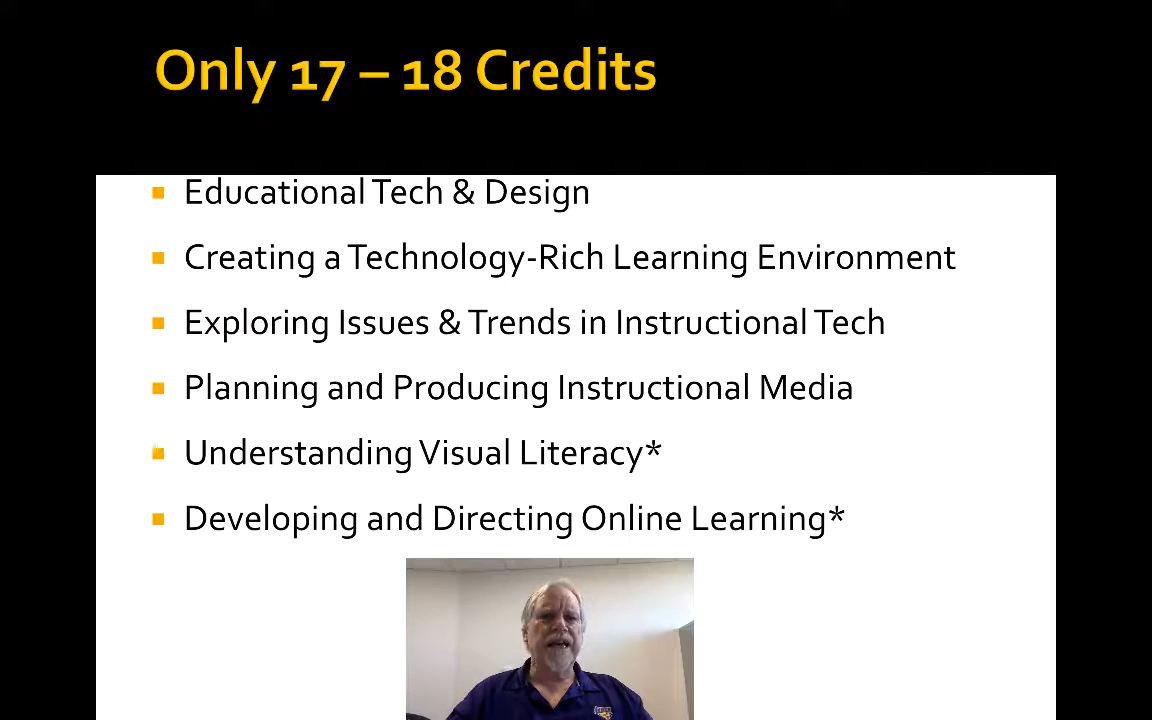 Only 17 – 18 Credits
Educational Tech & Design
Creating a Technology-Rich Learning Environment
Exploring Issues & Trends in Instructional Tech
Planning and Producing Instructional Media
Understanding Visual Literacy*
Developing and Directing Online Learning*